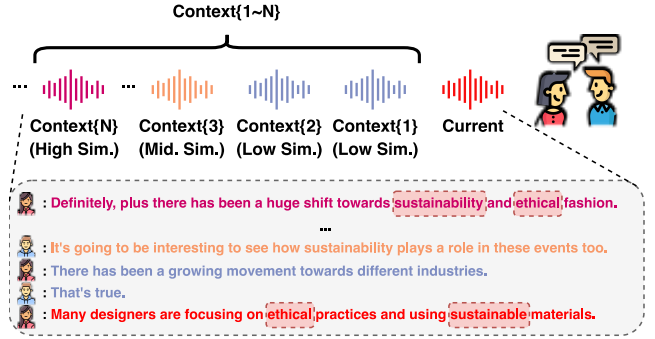 Context{1~N}
... ...
Context{N} Context{3} Context{2} Context{1} Current
(High Sim.) (Mid. Sim.) (Low Sim.) (Low Sim.)
: Definitely, plus there has been a huge shift towards sustainability and ethical fashion.
...
: It's going to be interesting to see how sustainability plays a role in these events too.
: There has been a growing movement towards different industries.
: That's true.
: Many designers are focusing on ethical practices and using sustainable materials.